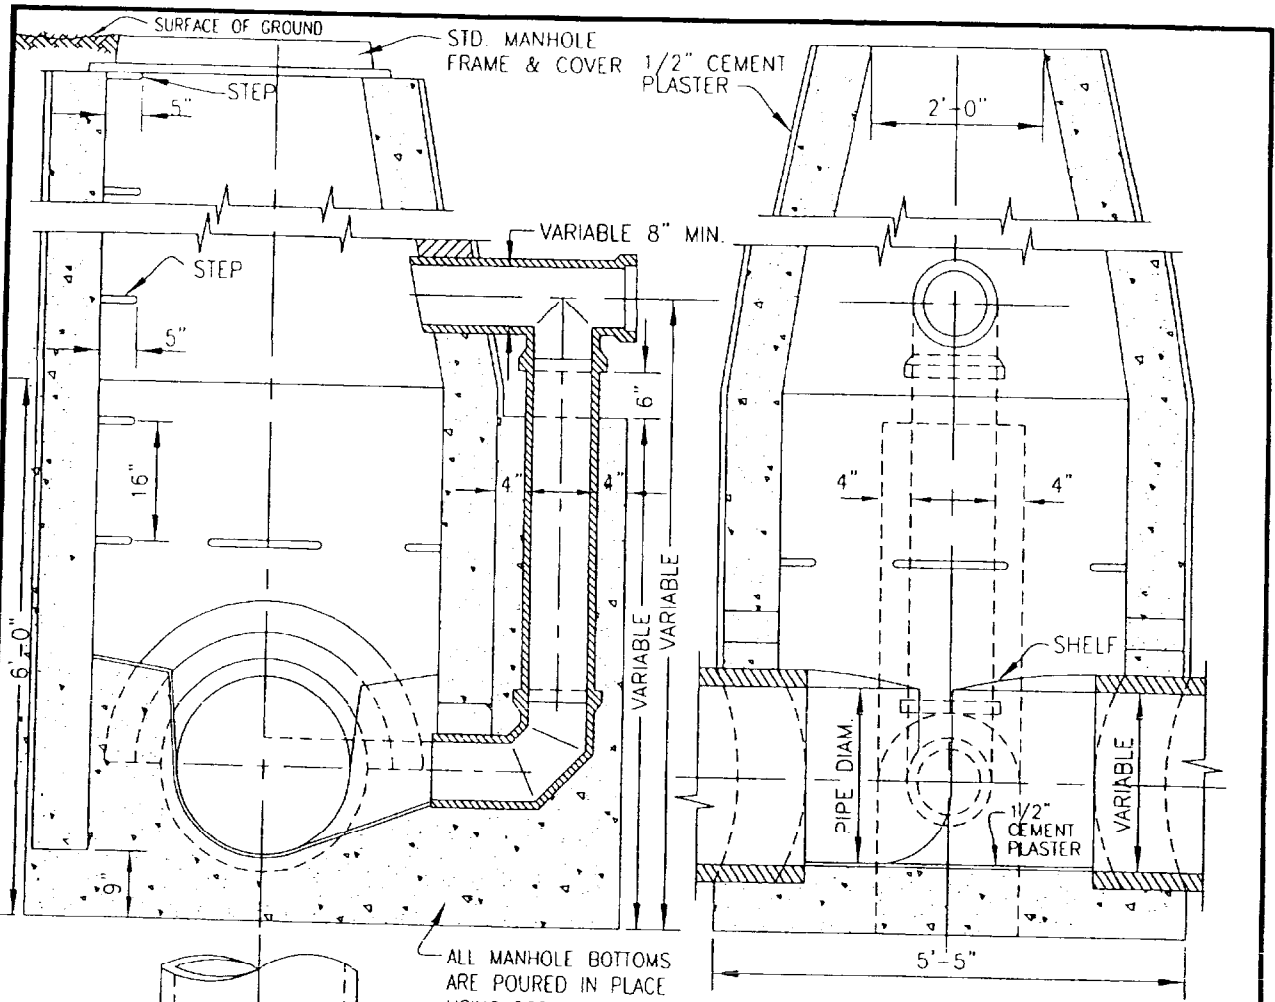 SURFACE OF GROUND
STD. MANHOLE
FRAME & COVER
1/2" CEMENT
PLASTER
STEP
5"
2'-0"
VARIABLE 8" MIN.
STEP
5"
6"
16"
4"
4"
4"
4"
6'-0"
VARIABLE
VARIABLE
SHELF
PIPE DIAM.
VARIABLE
1/2"
CEMENT
PLASTER
9"
5'-5"
ALL MANHOLE BOTTOMS
ARE POURED IN PLACE